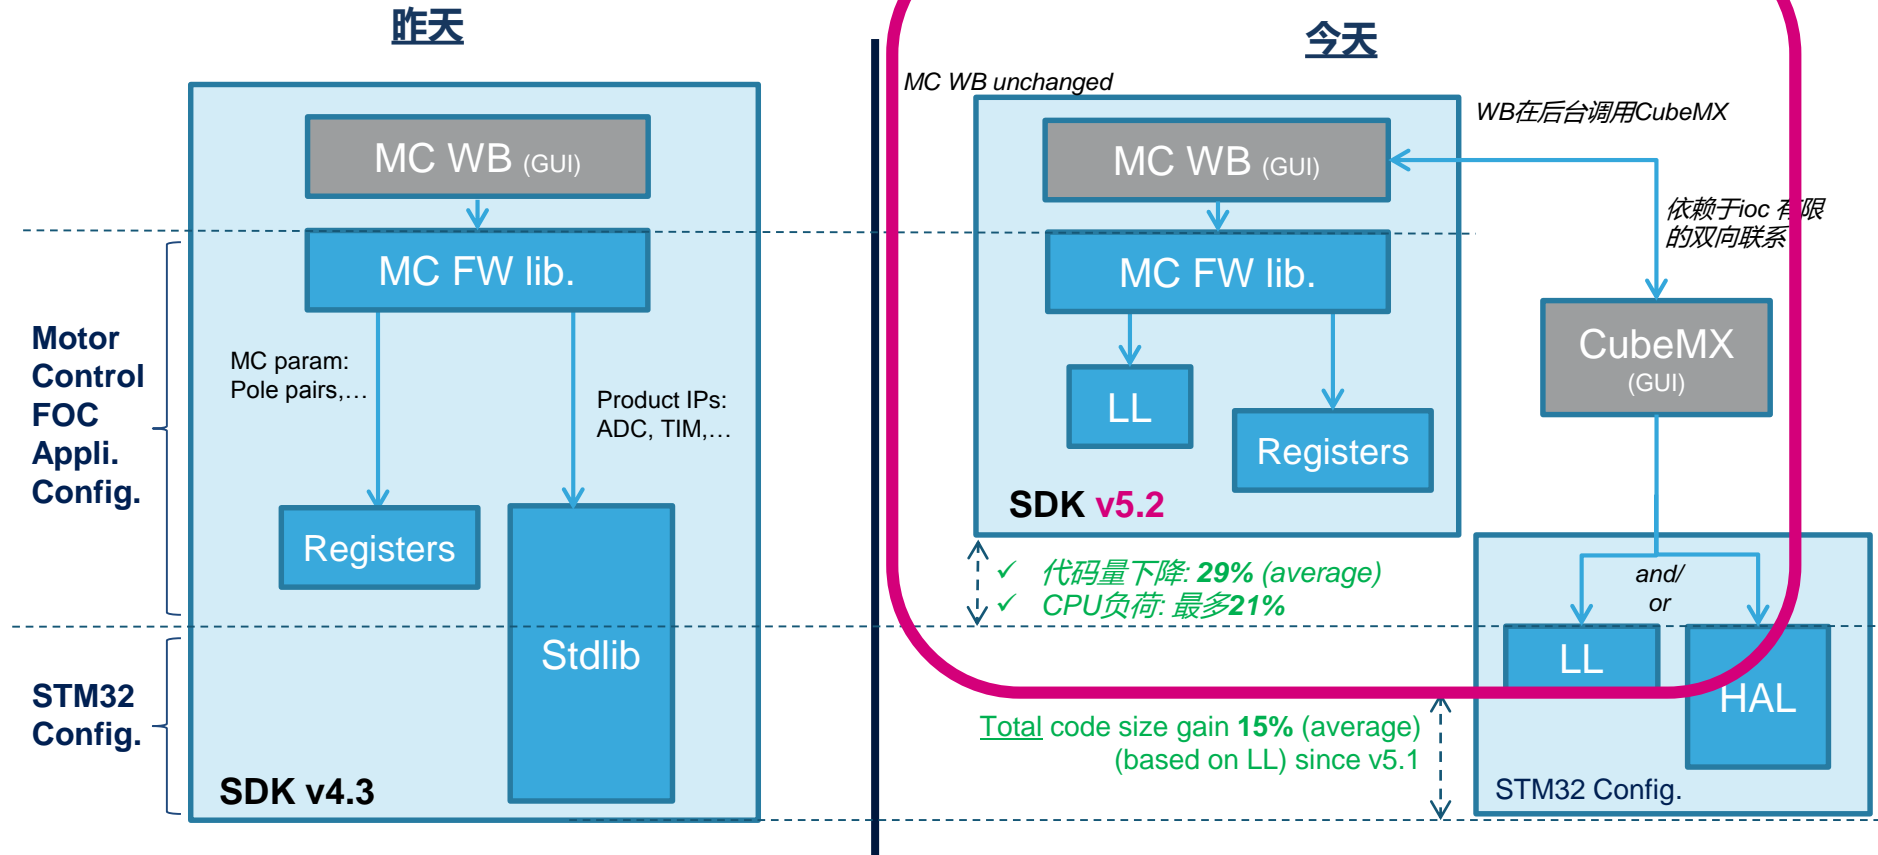 昨天
MC WB (GUI)
MC FW lib.
Motor
Control
FOC
Appli.
Config.
MC param:
Pole pairs,…
Product IPs:
ADC, TIM,…
Registers
Stdlib
STM32
Config.
SDK v4.3
今天
MC WB unchanged
WB在后台调用CubeMX
MC WB (GUI)
依赖于ioc 有限
的双向联系
MC FW lib.
CubeMX
(GUI)
LL
Registers
SDK v5.2
✓ 代码量下降: 29% (average)
✓ CPU负荷: 最多21%
and/
or
LL
HAL
Total code size gain 15% (average)
(based on LL) since v5.1
STM32 Config.